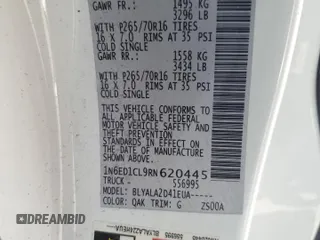 GAWR FR.: 1495 KG
3296 LB
WITH P265/70R16 TIRES
16 X 7.0 RIMS AT 35 PSI
COLD SINGLE
GAWR RR.: 1558 KG
3434 LB
WITH P265/70R16 TIRES
16 X 7.0 RIMS AT 35 PSI
COLD SINGLE
THIS VEHICLE CONFORMS TO
ALL APPLICABLE FEDERAL
MOTOR VEHICLE SAFETY AND
THEFT PREVENTION
STANDARDS IN EFFECT ON
THE DATE OF MANUFACTURE
SHOWN ABOVE.
1N6ED1CL9RN620445
TRUCK 556995
MODEL: BLYALAZD4IEUA-----
COLOR: QAK TRIM: G ZS00A